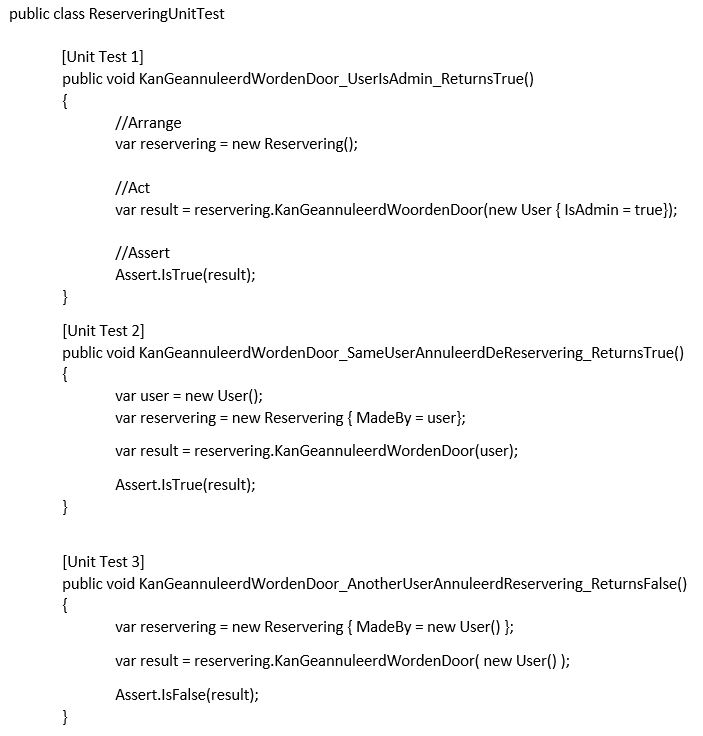 public class ReserveringUnitTest
[Unit Test 1]
public void KanGeannuleerdWordenDoor_UserIsAdmin_ReturnsTrue()
{
//Arrange
var reservering = new Reservering();
//Act
var result = reservering.KanGeannuleerdWoordenDoor(new User { IsAdmin = true});
//Assert
Assert.IsTrue(result);
}
[Unit Test 2]
public void KanGeannuleerdWordenDoor_SameUserAnnuleerdDeReservering_ReturnsTrue()
{
var user = new User();
var reservering = new Reservering { MadeBy = user};
var result = reservering.KanGeannuleerdWordenDoor(user);
Assert.IsTrue(result);
}
[Unit Test 3]
public void KanGeannuleerdWordenDoor_AnotherUserAnnuleerdReservering_ReturnsFalse()
{
var reservering = new Reservering { MadeBy = new User() };
var result = reservering.KanGeannuleerdWordenDoor( new User() );
Assert.IsFalse(result);
}